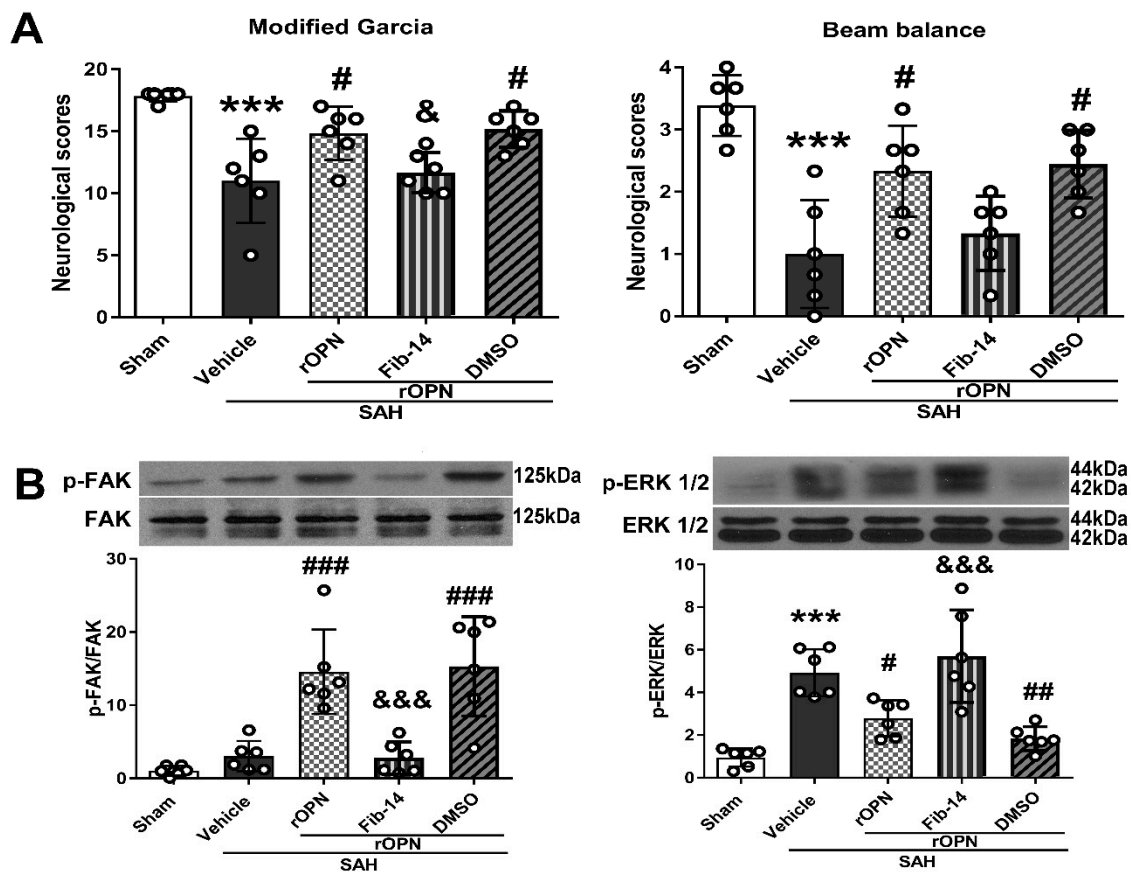 A
Modified Garcia
Neurological scores
20
15
10
5
0
***
#
&
#
Sham
Vehicle
rOPN
Fib-14
DMSO
rOPN
SAH
Beam balance
Neurological scores
4
3
2
1
0
***
#
#
Sham
Vehicle
rOPN
Fib-14
DMSO
rOPN
SAH
B
p-FAK
125kDa
FAK
125kDa
p-FAK/FAK
30
20
10
0
###
&&&
###
Sham
Vehicle
rOPN
Fib-14
DMSO
rOPN
SAH
p-ERK 1/2
44kDa
42kDa
ERK 1/2
44kDa
42kDa
p-ERK/ERK
10
8
6
4
2
0
***
#
&&&
##
Sham
Vehicle
rOPN
Fib-14
DMSO
rOPN
SAH